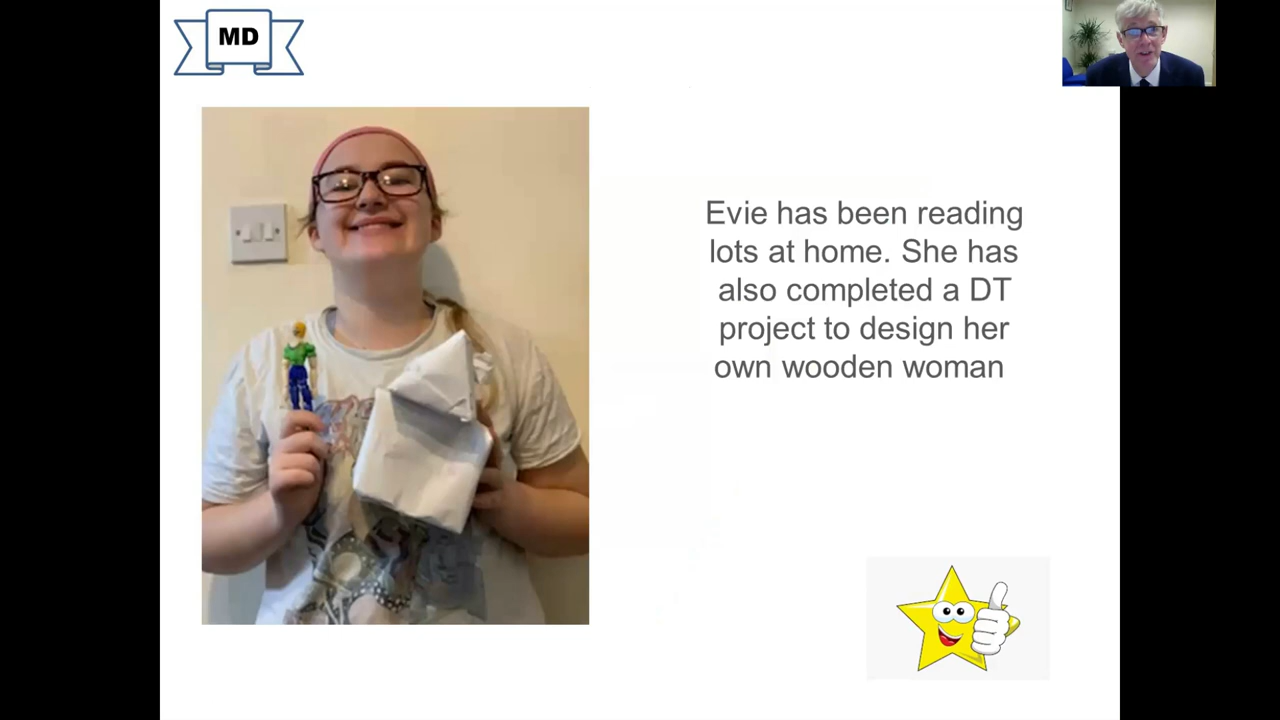 MD
Evie has been reading
lots at home. She has
also completed a DT
project to design her
own wooden woman